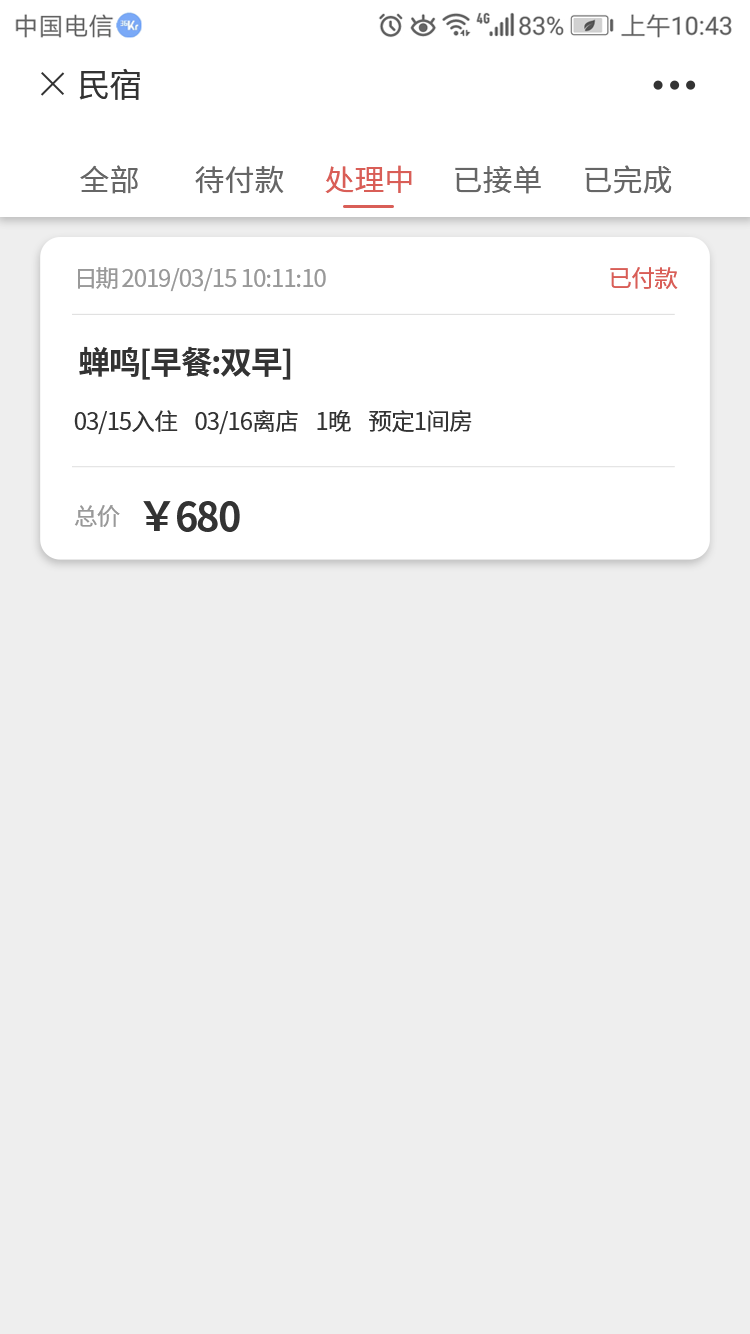 中国电信 36Kr 4G 83% 上午10:43
民宿
全部 待付款 处理中 已接单 已完成
日期 2019/03/15 10:11:10 已付款
蝉鸣[早餐:双早]
03/15入住 03/16离店 1晚 预定1间房
总价 ￥680